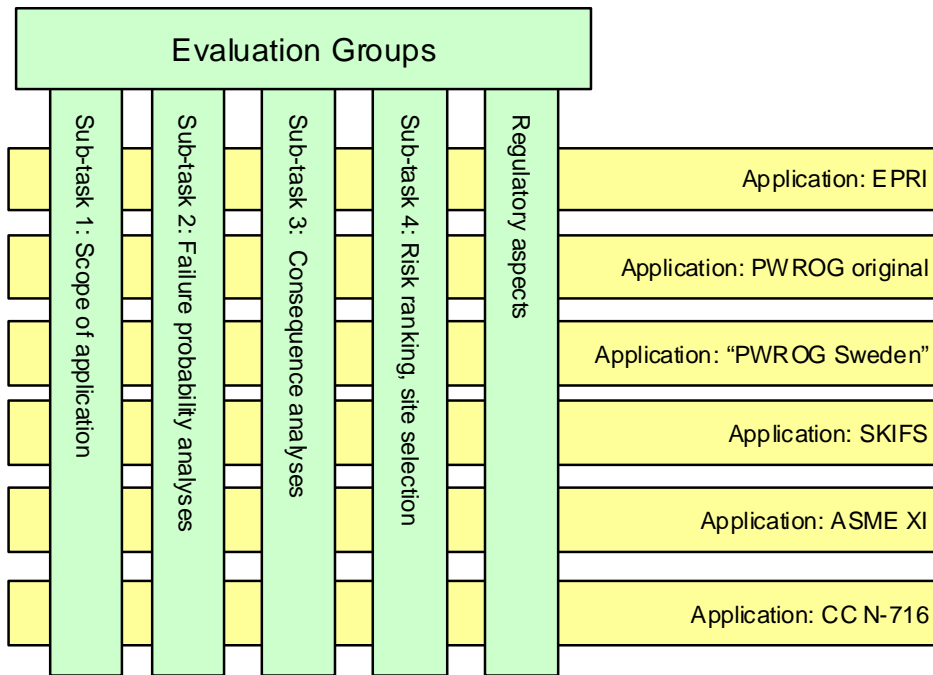 Evaluation Groups
Sub-task 1: Scope of
application
Sub-task 2: Failure probability
analyses
Sub-task 3: Consequence
analyses
Sub-task 4: Risk ranking, site
selection
Regulatory
aspects
Application: EPRI
Application: PWROG original
Application: “PWROG Sweden”
Application: SKIFS
Application: ASME XI
Application: CC N-716